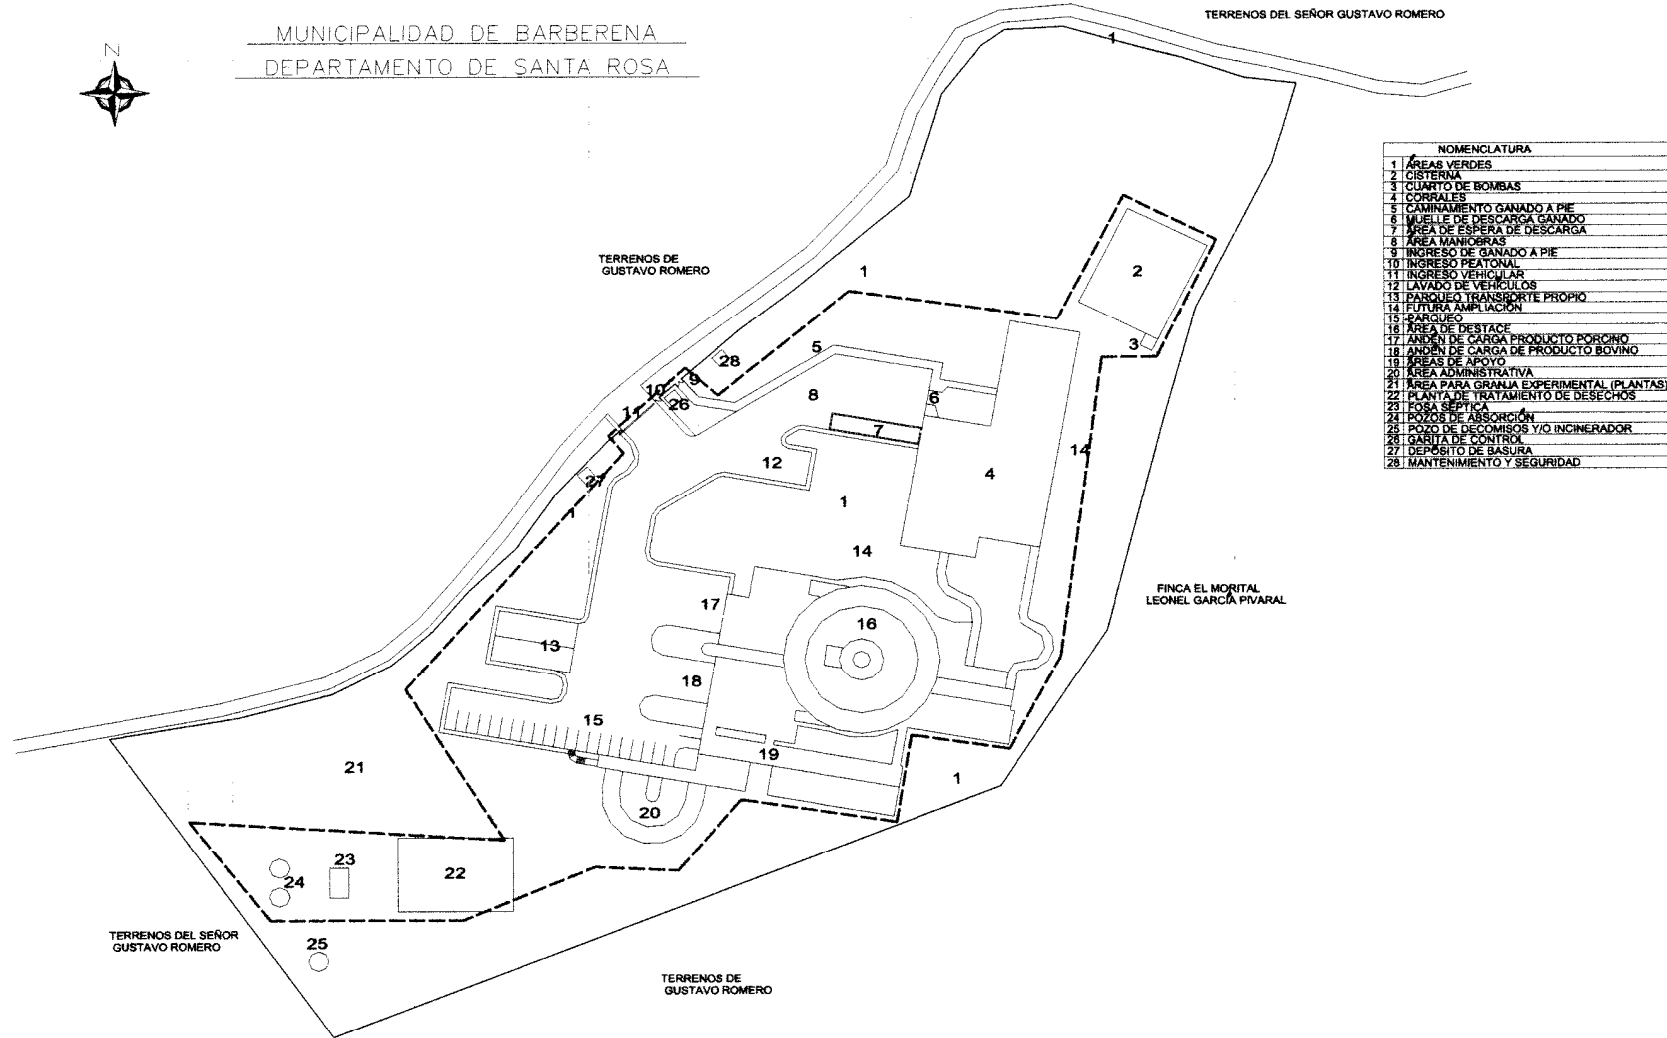 TERRENOS DEL SEÑOR GUSTAVO ROMERO
MUNICIPALIDAD DE BARBERENA
DEPARTAMENTO DE SANTA ROSA
N
1
NOMENCLATURA
1 ÁREAS VERDES
2 CISTERNA
3 CUARTO DE BOMBAS
4 CORRALES
5 CAMINAMIENTO GANADO A PIE
6 MUELLE DE DESCARGA GANADO
7 ÁREA DE ESPERA DE DESCARGA
8 ÁREA MANIOBRAS
9 INGRESO DE GANADO A PIE
10 INGRESO PEATONAL
11 INGRESO VEHICULAR
12 LAVADO DE VEHÍCULOS
13 PARQUEO TRANSPORTE PROPIO
14 FUTURA AMPLIACIÓN
15 PARQUEO
16 ÁREA DE DESTACE
17 ANDÉN DE CARGA PRODUCTO PORCINO
18 ANDÉN DE CARGA DE PRODUCTO BOVINO
19 ÁREAS DE APOYO
20 ÁREA ADMINISTRATIVA
21 ÁREA PARA GRANJA EXPERIMENTAL (PLANTAS)
22 PLANTA DE TRATAMIENTO DE DESECHOS
23 FOSA SÉPTICA
24 POZOS DE ABSORCIÓN
25 POZO DE DECOMISOS Y/O INCINERADOR
26 GARITA DE CONTROL
27 DEPÓSITO DE BASURA
28 MANTENIMIENTO Y SEGURIDAD
TERRENOS DE
GUSTAVO ROMERO
1
2
3
5
28
9
10
26
11
8
6
7
12
4
14
27
1
1
14
FINCA EL MORITAL
LEONEL GARCÍA PIVARAL
17
16
13
18
15
19
21
1
20
23
22
24
TERRENOS DEL SEÑOR
GUSTAVO ROMERO
25
TERRENOS DE
GUSTAVO ROMERO